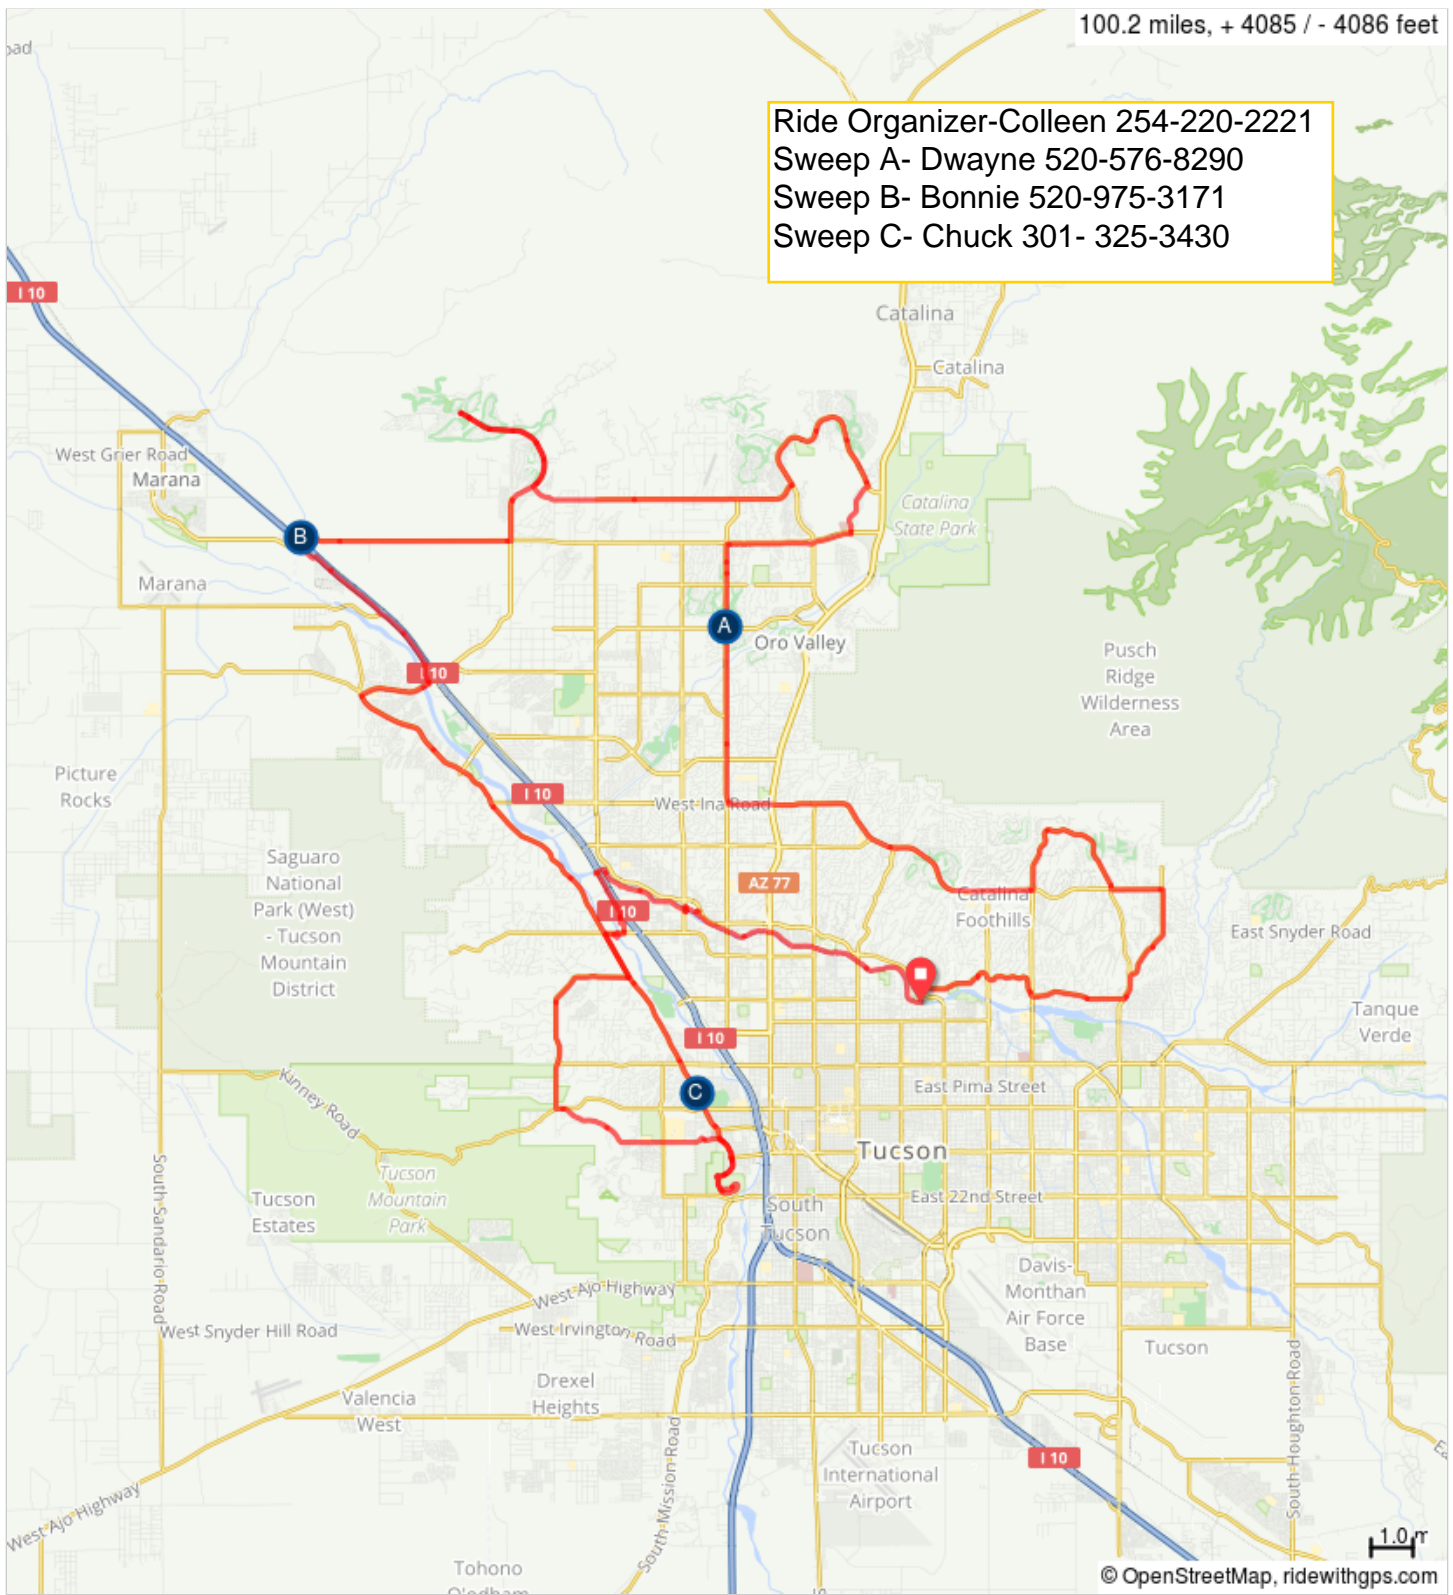 100.2 miles, + 4085 / - 4086 feet
Ride Organizer-Colleen 254-220-2221
Sweep A- Dwayne 520-576-8290
Sweep B- Bonnie 520-975-3171
Sweep C- Chuck 301- 325-3430
I 10
Catalina
Catalina
West Grier Road
Marana
Catalina
State Park
B
Marana
A
Oro Valley
I 10
Pusch
Ridge
Wilderness
Area
Picture
Rocks
I 10
West Ina Road
Saguaro
National
Park (West)
- Tucson
Mountain
District
AZ 77
Catalina
Foothills
I 10
East Snyder Road
Tanque
Verde
I 10
Kinney Road
East Pima Street
C
Tucson
Tucson
Mountain
Park
South Sandario Road
Tucson
Estates
East 22nd Street
South
Tucson
Davis-
Monthan
Air Force
Base
West Ajo Highway
West Snyder Hill Road
West Irvington Road
Tucson
Drexel
Heights
Valencia
West
South Houghton Road
South Mission Road
Tucson
International
Airport
I 10
West Ajo Highway
1.0
Tohono
O'odham
© OpenStreetMap, ridewithgps.com